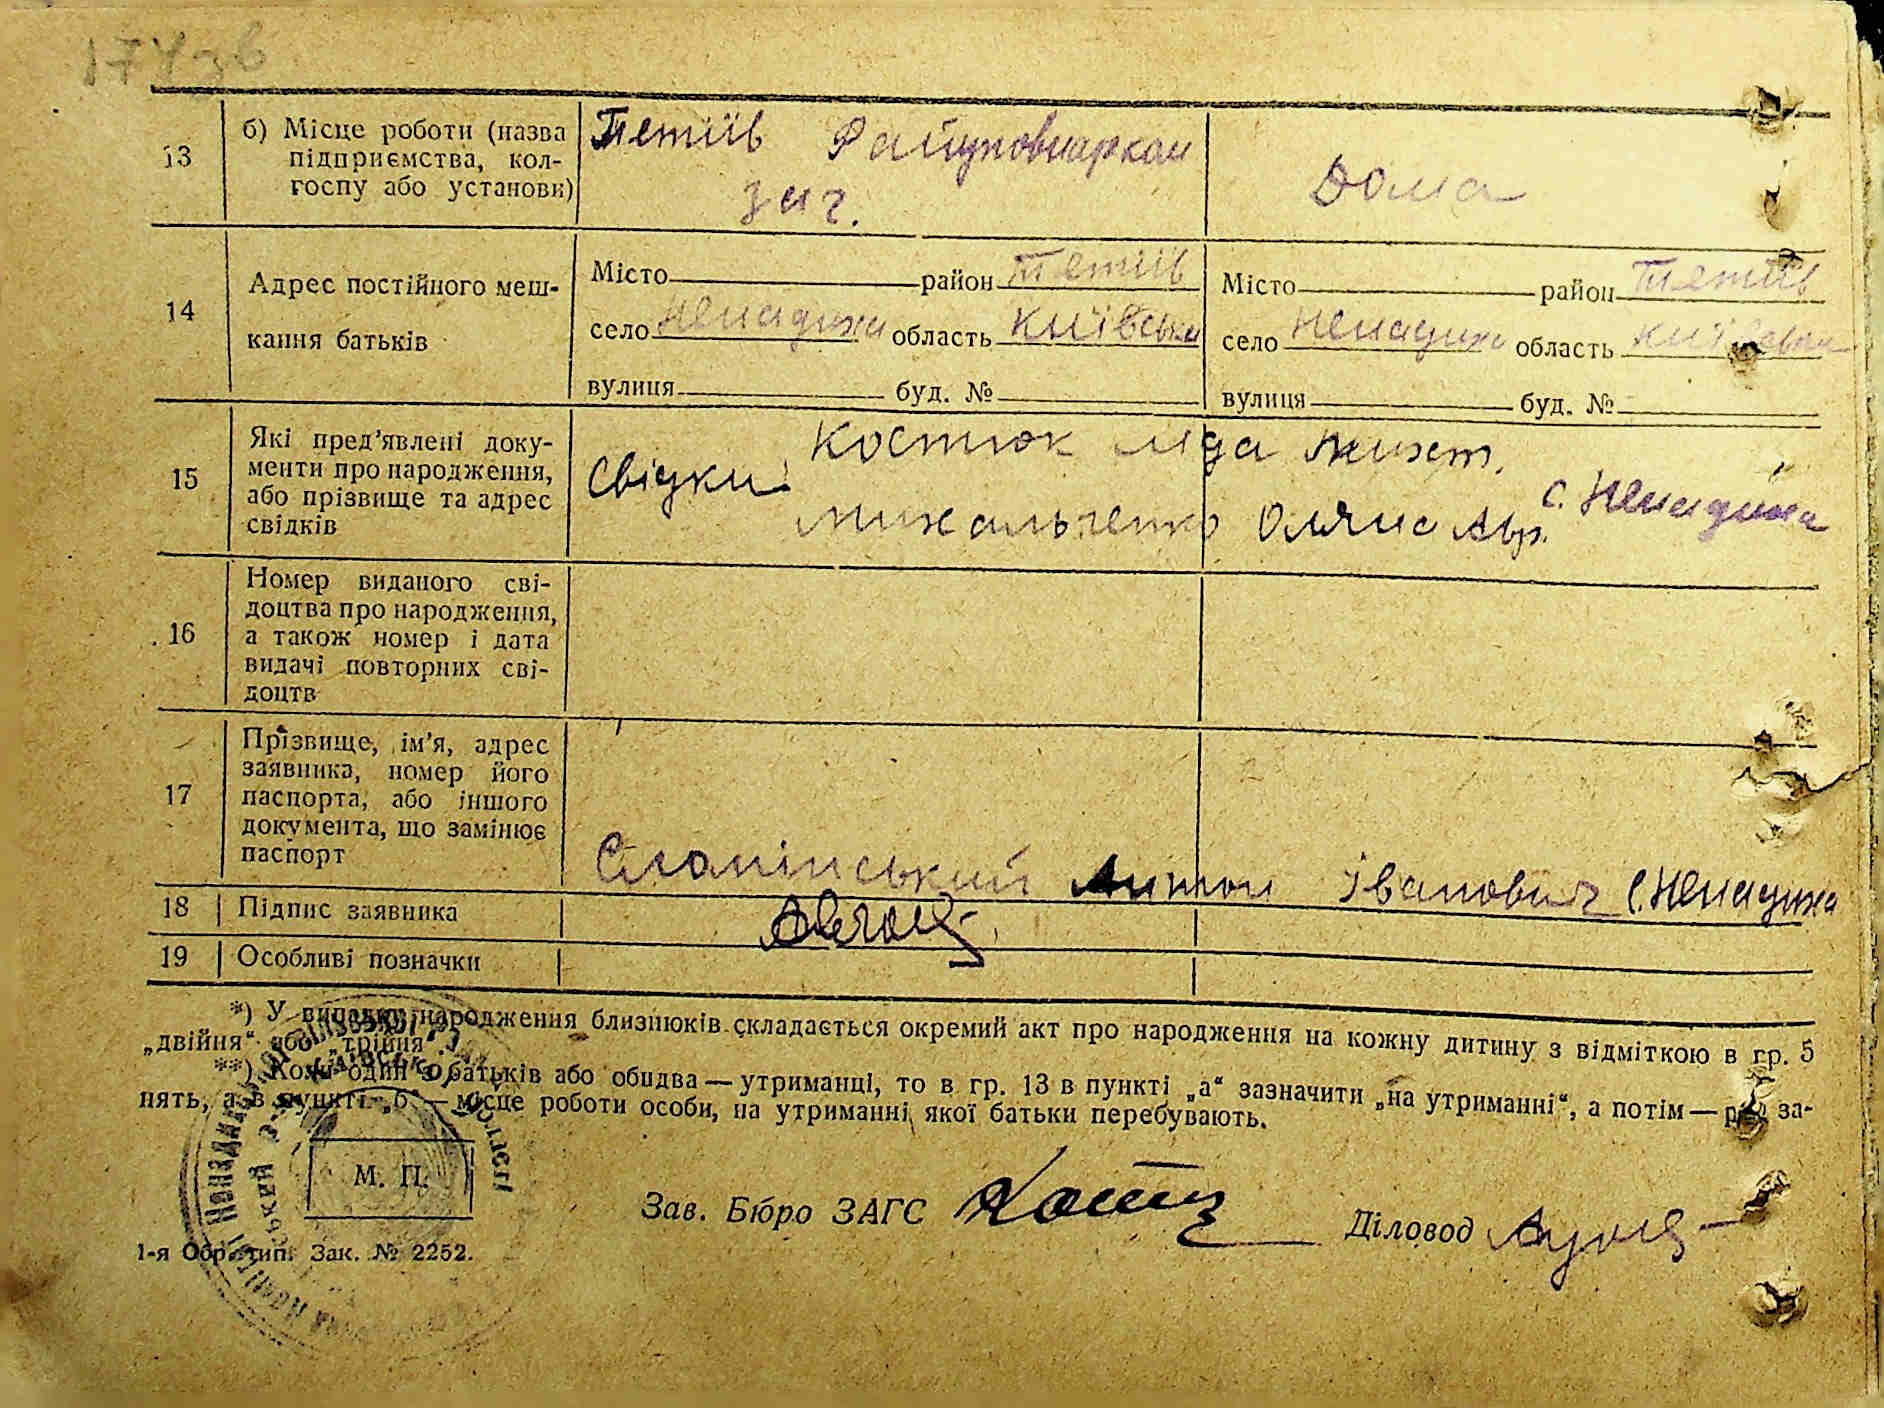 174зв
13
б) Місце роботи (назва
підприємства, кол-
госпу або установи)
Тетіїв
Дома
14
Адрес постійного меш-
кання батьків
Місто район Тетіїв
село Ненадиха область Київська
вулиця буд. №
Місто район Тетіїв
село Ненадиха область Київська
вулиця буд. №
15
Які пред’явлені доку-
менти про народження,
або прізвище та адрес
свідків
Свідки Костюк Ліда
Михальченко с. Ненадиха
16
Номер виданого сві-
доцтва про народження,
а також номер і дата
видачі повторних сві-
доцтв
17
Прізвище, ім’я, адрес
заявника, номер його
паспорта, або іншого
документа, що замінює
паспорт
Антон Іванович с. Ненадиха
18
Підпис заявника
19
Особливі позначки
*) У випадку народження близнюків складається окремий акт про народження на кожну дитину з відміткою в гр. 5
„двійня“ або „трійня“.
**) Коли один з батьків або обидва — утриманці, то в гр. 13 в пункті „а“ зазначити „на утриманні“, а потім — рід за-
нять, а в пункті „б“ — місце роботи особи, на утриманні якої батьки перебувають.
М. П.
Зав. Бюро ЗАГС
Діловод
1-я Обр. тип. Зак. № 2252.